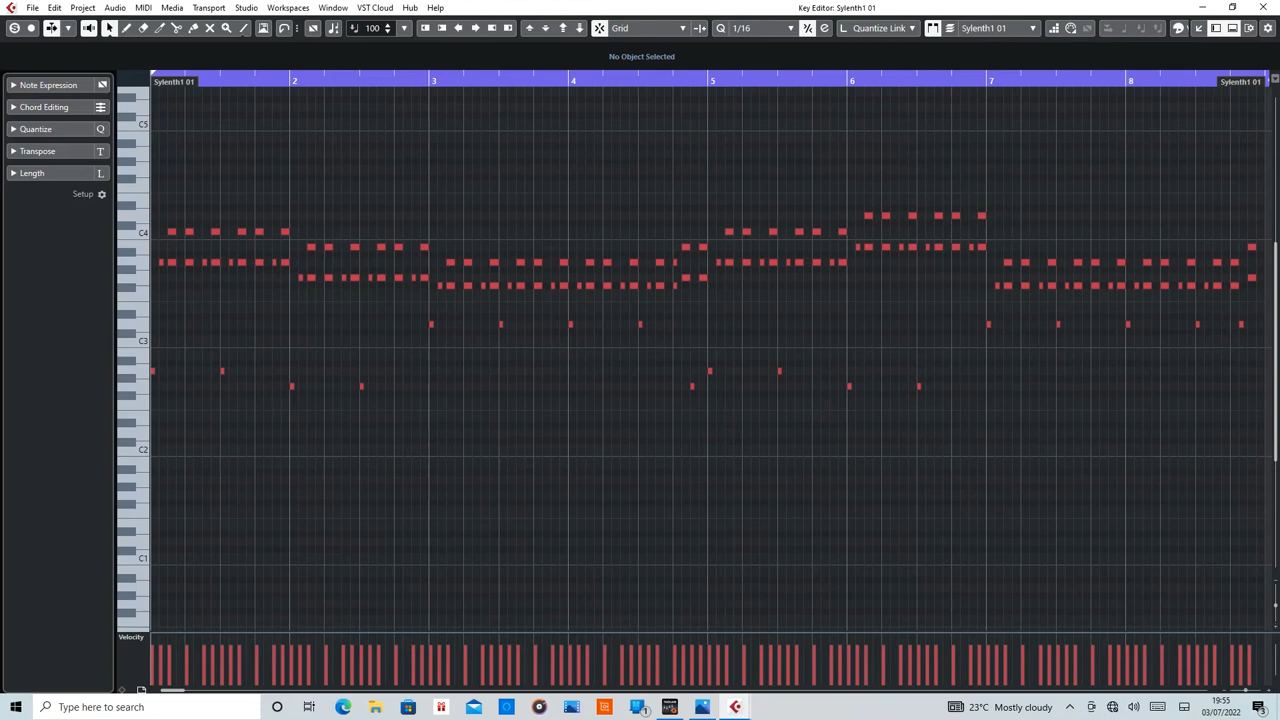 File Edit Project Audio MIDI Media Transport Studio Workspaces Window VST Cloud Hub Help
Key Editor: Sylenth1 01
S 100 Grid Q 1/16 e L Quantize Link Sylenth1 01
No Object Selected
Sylenth1 01 2 3 4 5 6 7 8 Sylenth1 01
Note Expression
Chord Editing
Quantize Q
Transpose T
Length L
Setup
C5
C4
C3
C2
C1
Velocity
Type here to search
23°C Mostly cloudy
19:55
03/07/2022